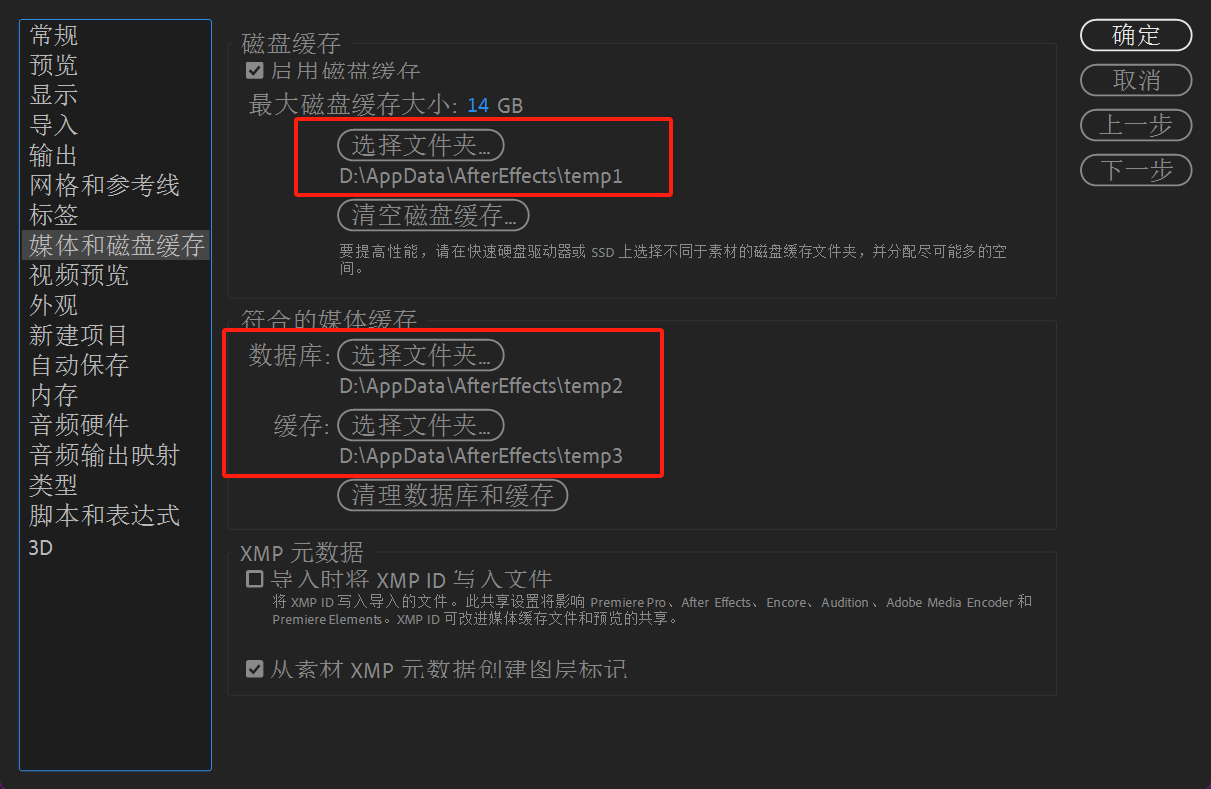 常规
预览
显示
导入
输出
网格和参考线
标签
媒体和磁盘缓存
视频预览
外观
新建项目
自动保存
内存
音频硬件
音频输出映射
类型
脚本和表达式
3D
磁盘缓存
启用磁盘缓存
最大磁盘缓存大小: 14 GB
选择文件夹...
D:\AppData\AfterEffects\temp1
清空磁盘缓存...
要提高性能，请在快速硬盘驱动器或 SSD 上选择不同于素材的磁盘缓存文件夹，并分配尽可能多的空
间。
符合的媒体缓存
数据库: 选择文件夹...
D:\AppData\AfterEffects\temp2
缓存: 选择文件夹...
D:\AppData\AfterEffects\temp3
清理数据库和缓存
XMP 元数据
导入时将 XMP ID 写入文件
将 XMP ID 写入导入的文件。此共享设置将影响 Premiere Pro、After Effects、Encore、Audition、Adobe Media Encoder 和
Premiere Elements。XMP ID 可改进媒体缓存文件和预览的共享。
从素材 XMP 元数据创建图层标记
确定
取消
上一步
下一步